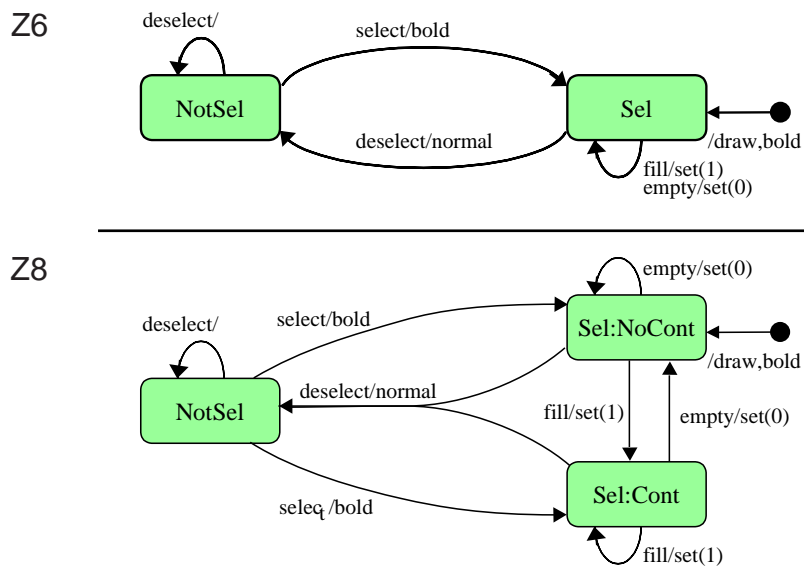 Z6
deselect/
select/bold
NotSel
Sel
deselect/normal
/draw,bold
fill/set(1)
empty/set(0)
Z8
empty/set(0)
deselect/
select/bold
Sel:NoCont
/draw,bold
deselect/normal
NotSel
fill/set(1)
empty/set(0)
Sel:Cont
select/bold
fill/set(1)